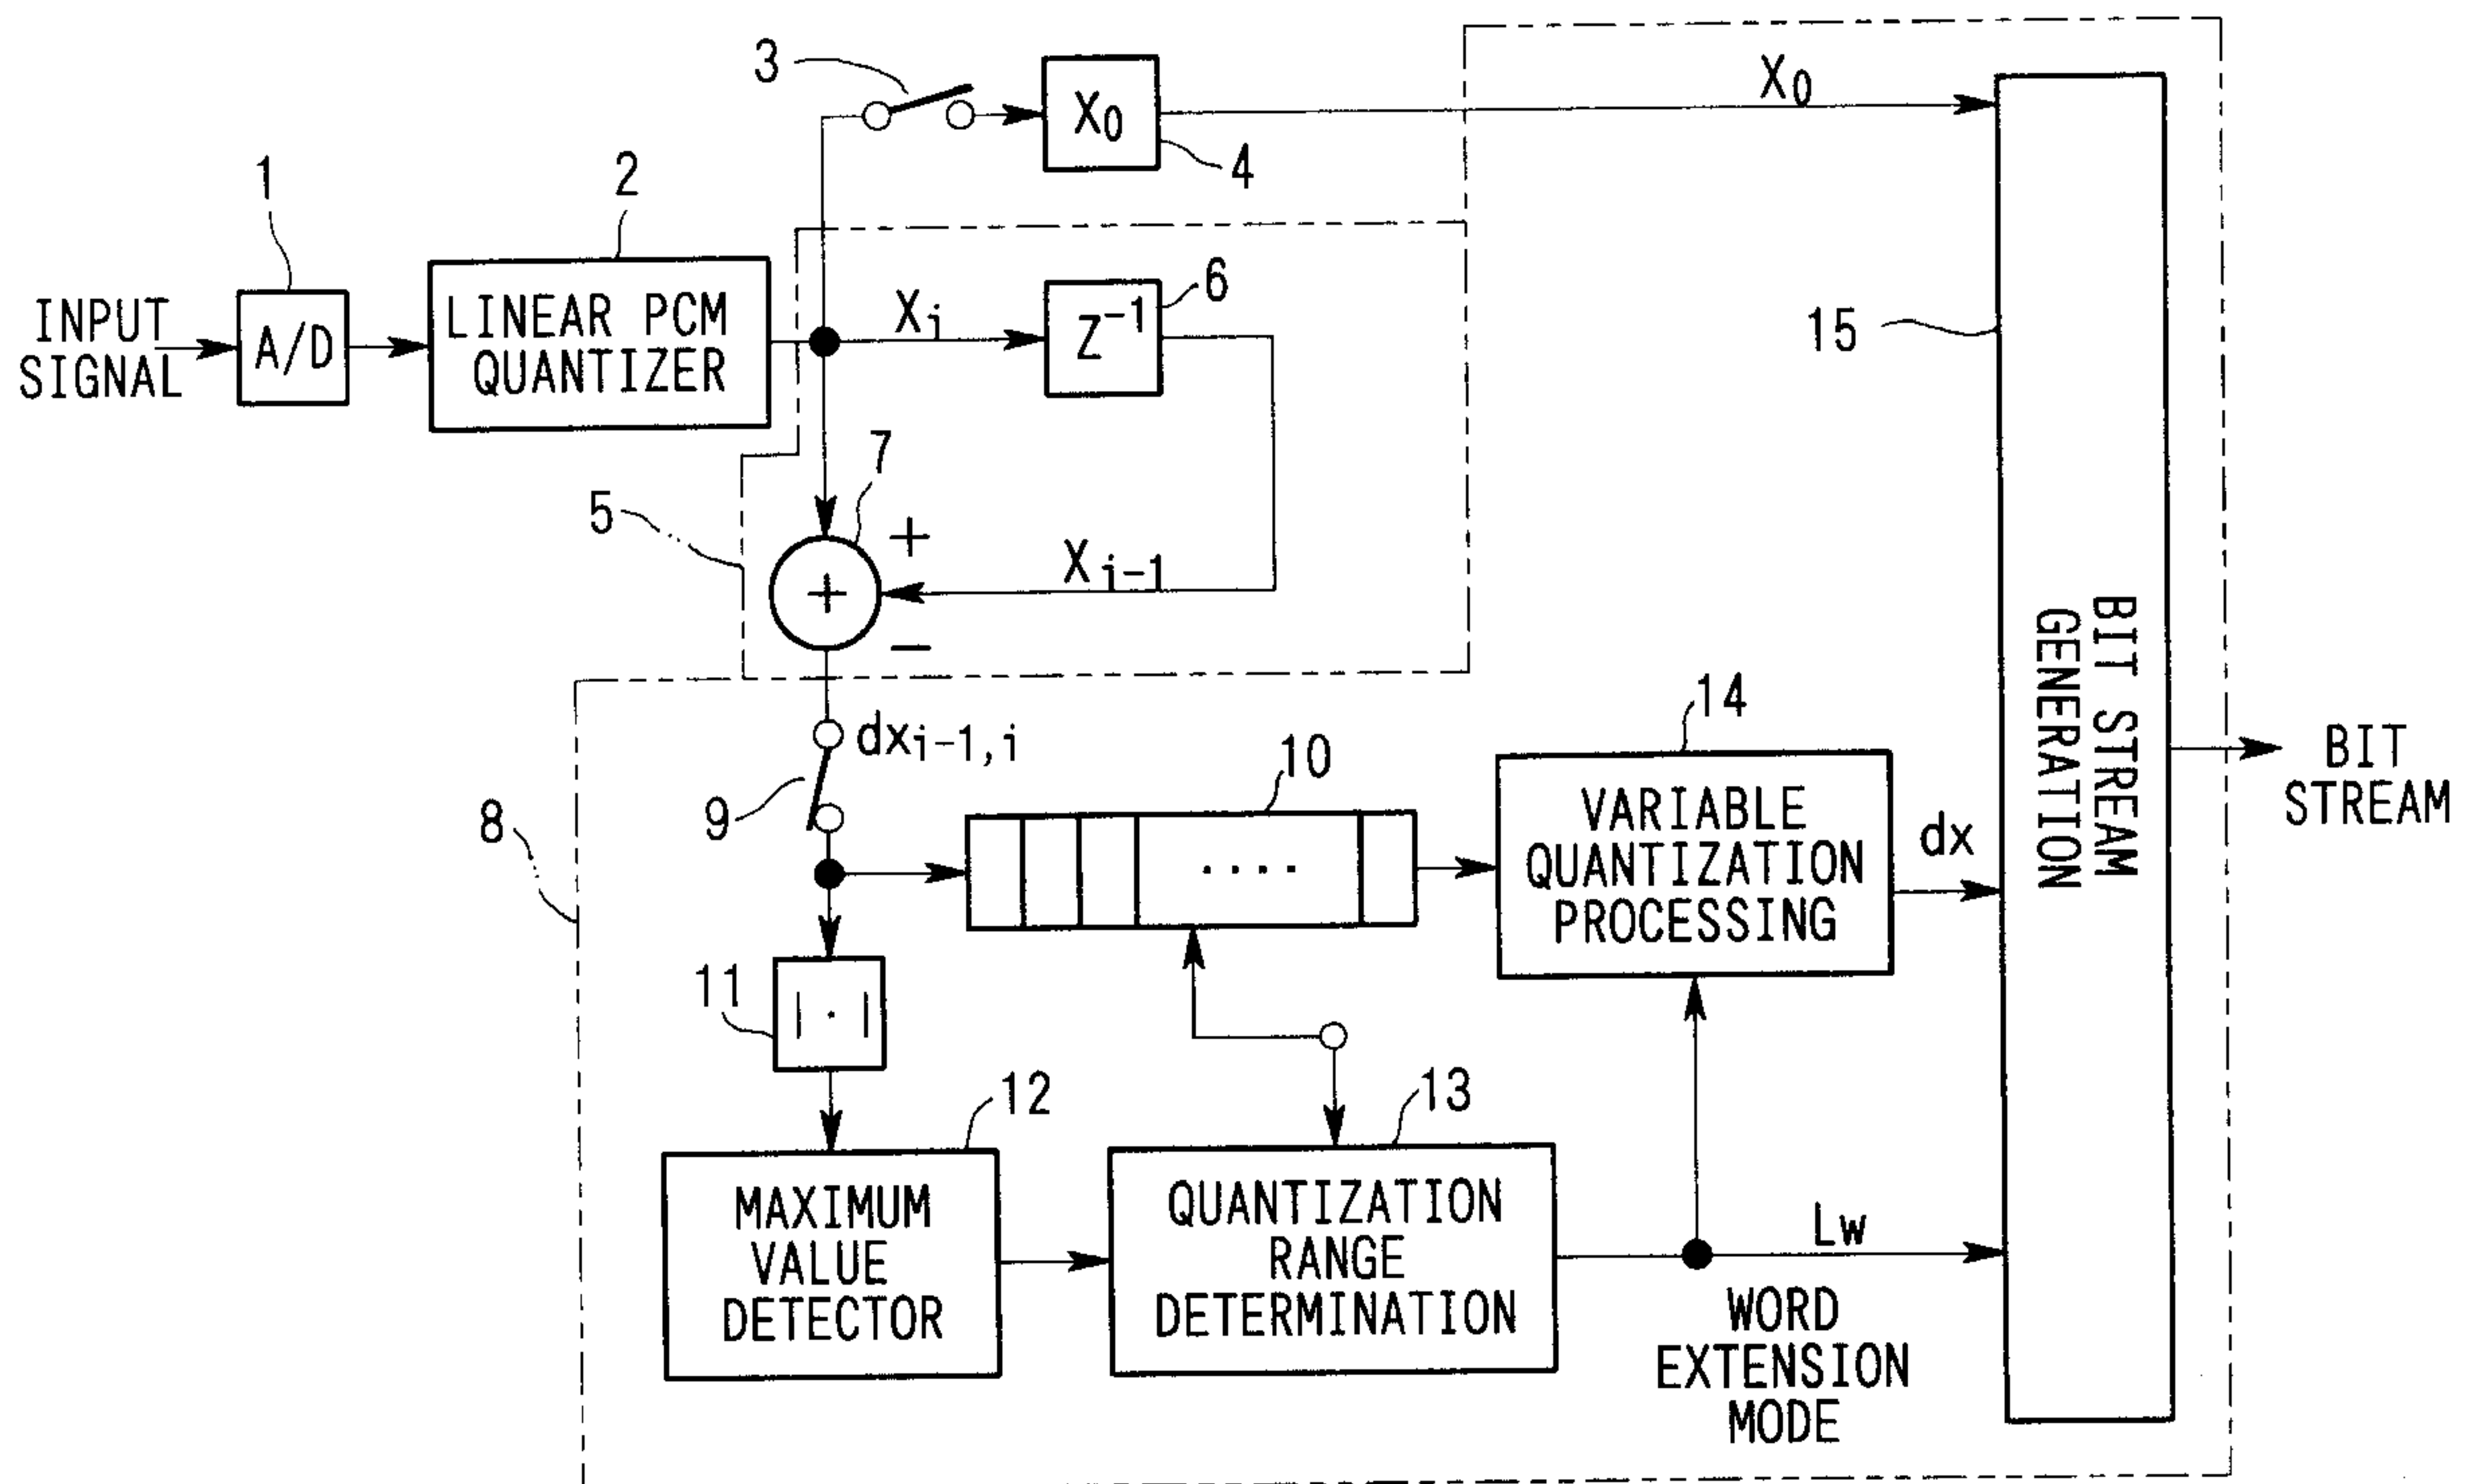 3
X0
X0
4
1
2
INPUT
SIGNAL
A/D
LINEAR PCM
QUANTIZER
Xi
Z-1
6
15
7
5
+
+
Xi-1
−
BIT STREAM
GENERATION
dxi-1,i
9
8
10
14
VARIABLE
QUANTIZATION
PROCESSING
dx
BIT
STREAM
....
11
| · |
12
13
MAXIMUM
VALUE
DETECTOR
QUANTIZATION
RANGE
DETERMINATION
Lw
WORD
EXTENSION
MODE